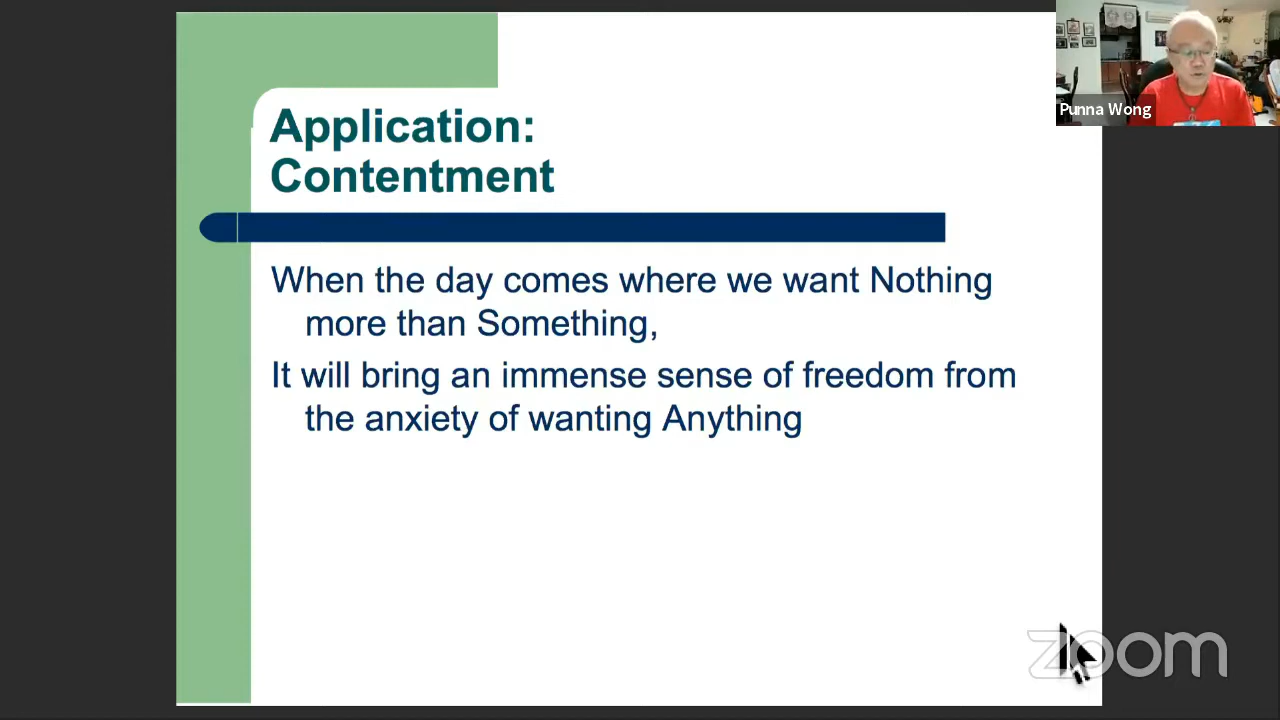 Application:
Contentment
When the day comes where we want Nothing
more than Something,
It will bring an immense sense of freedom from
the anxiety of wanting Anything
Punna Wong
zoom